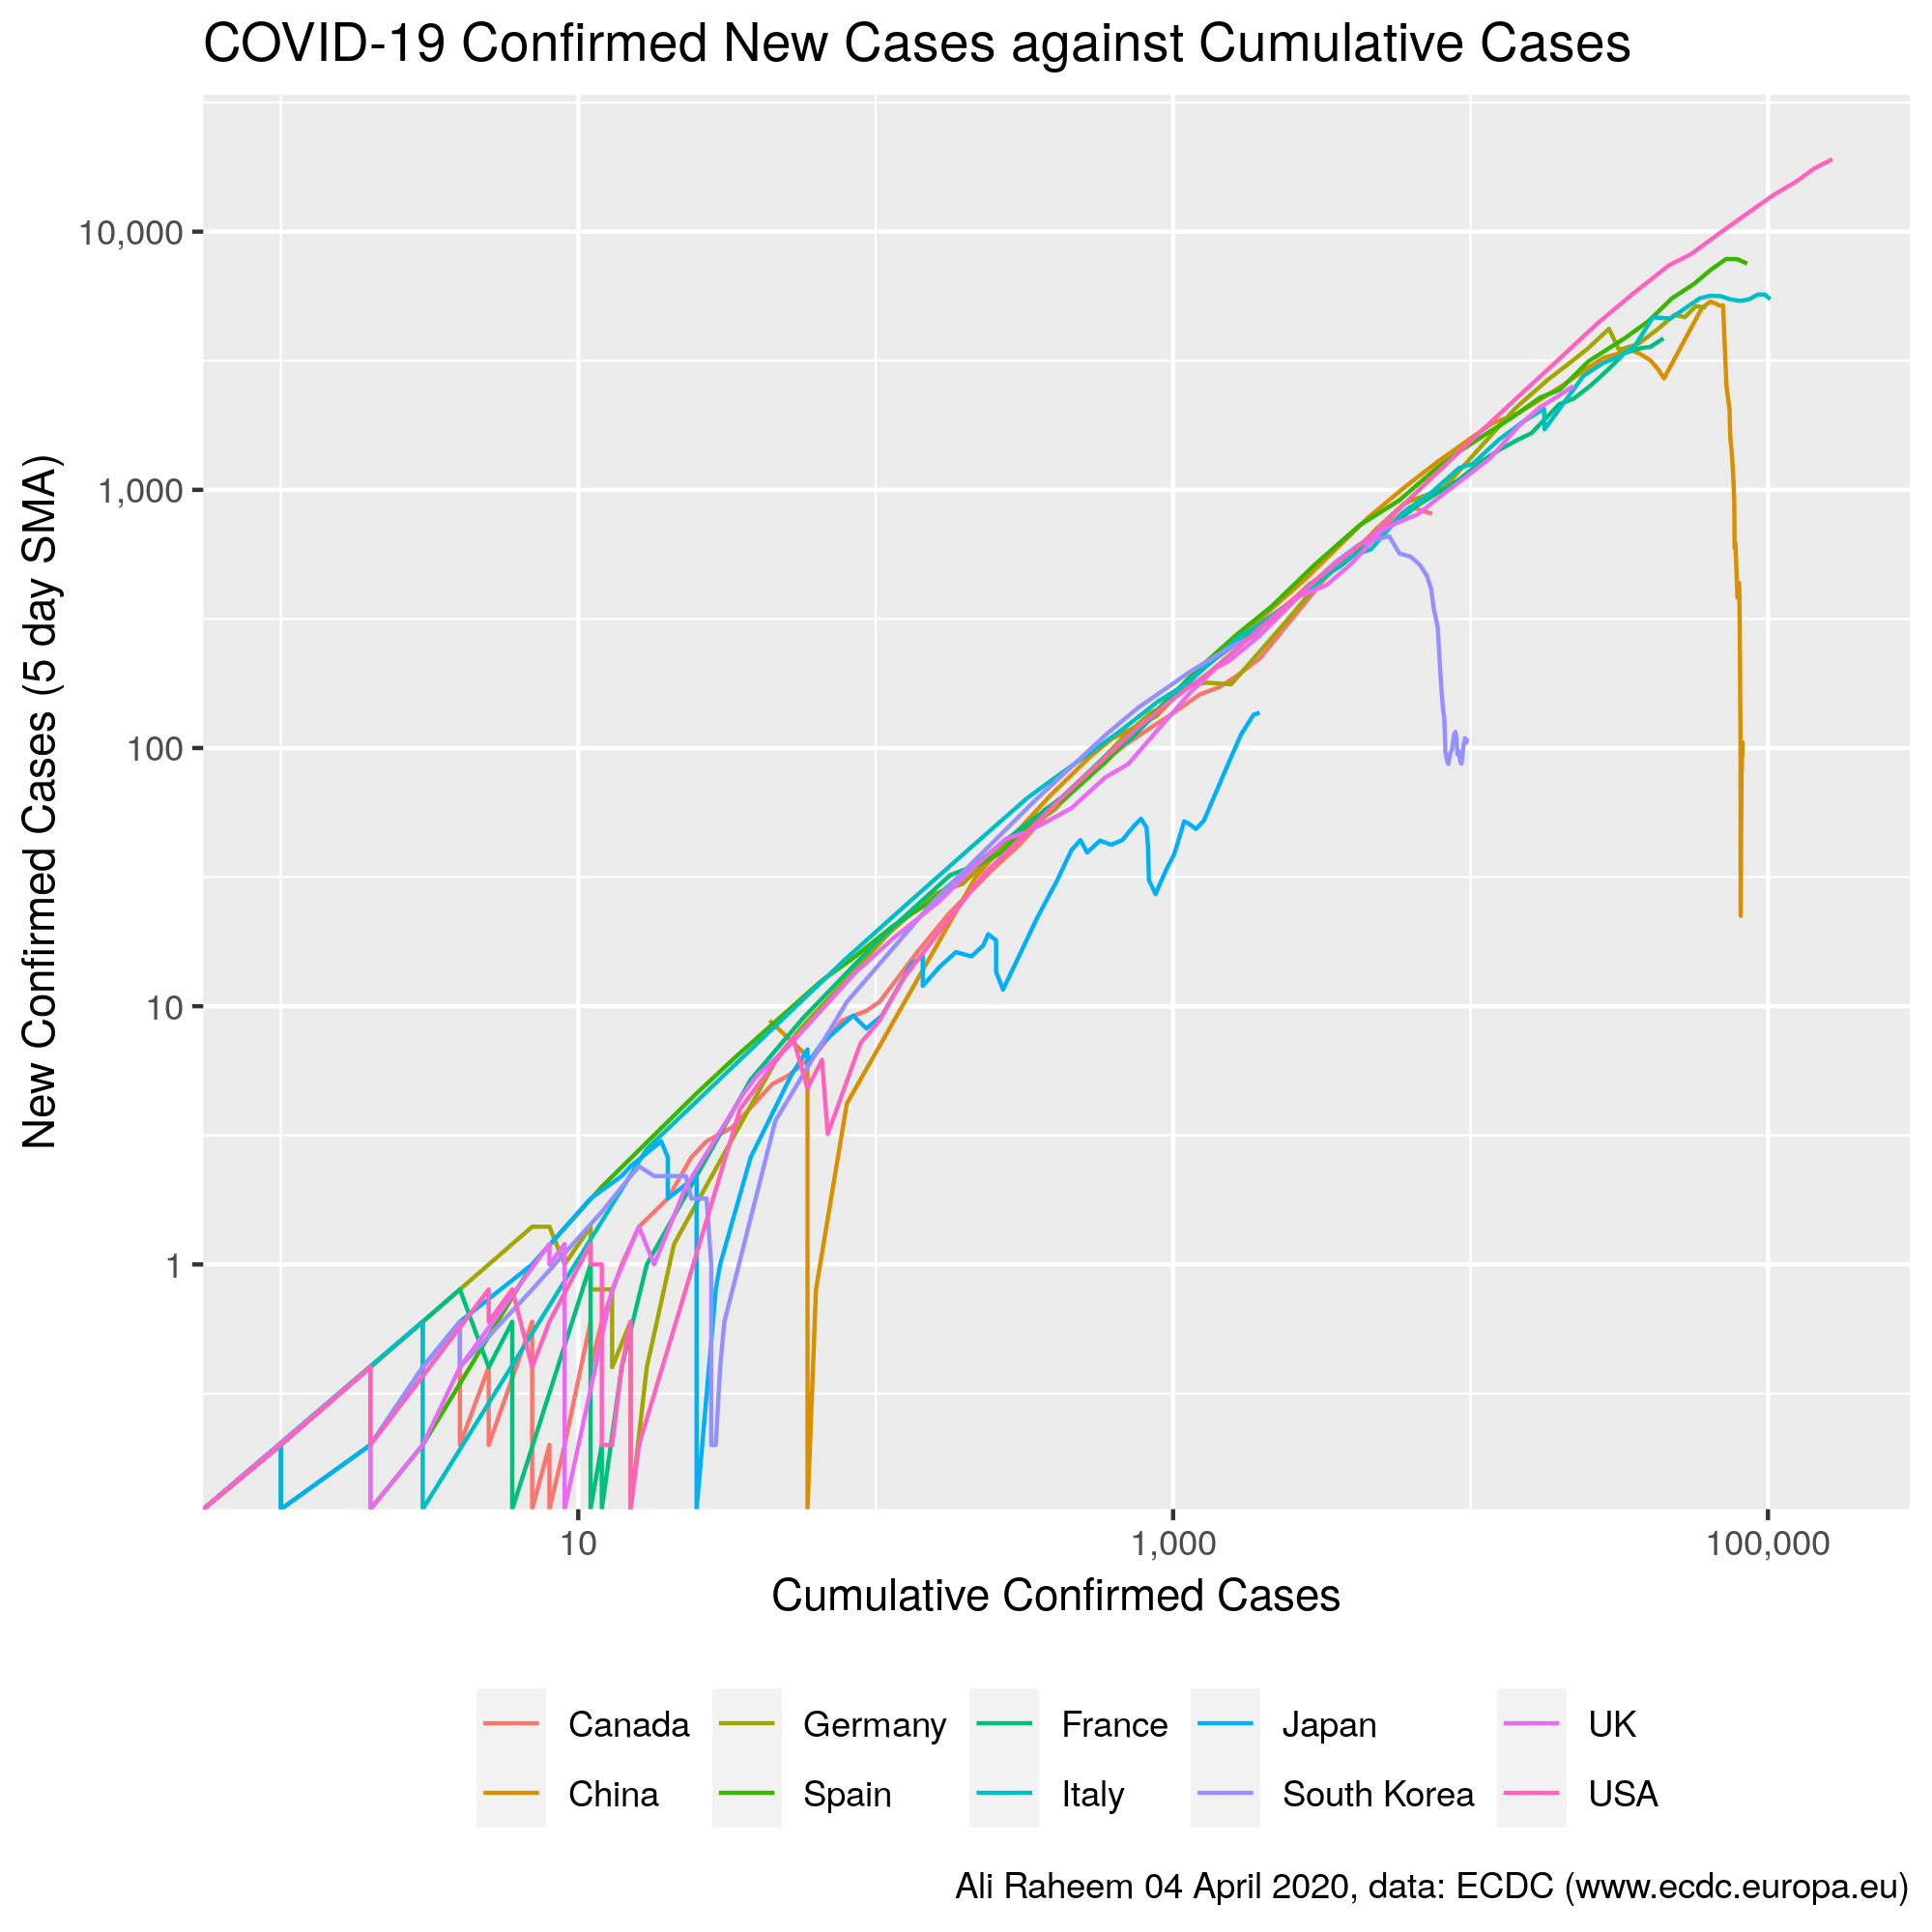 COVID-19 Confirmed New Cases against Cumulative Cases
New Confirmed Cases (5 day SMA)
10,000
1,000
100
10
1
10 1,000 100,000
Cumulative Confirmed Cases
Canada Germany France Japan UK
China Spain Italy South Korea USA
Ali Raheem 04 April 2020, data: ECDC (www.ecdc.europa.eu)